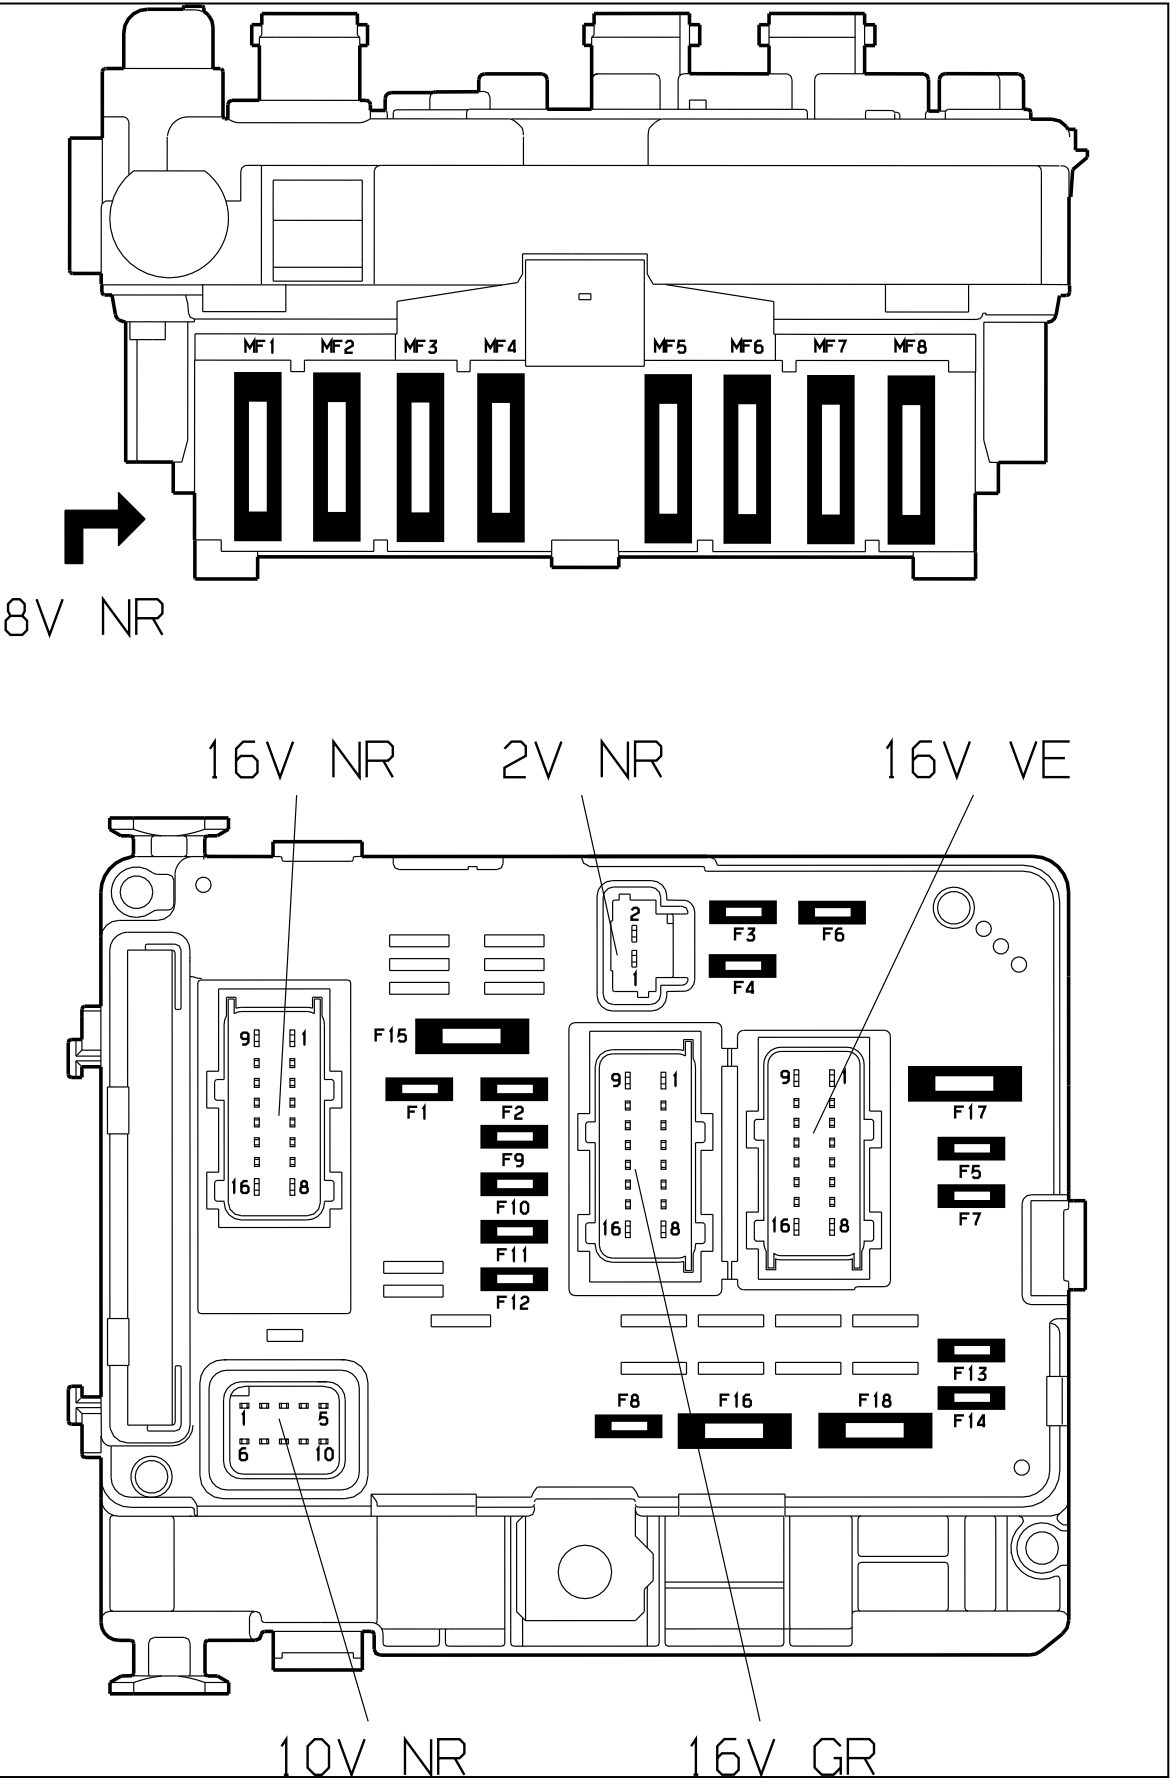 MF1 MF2 MF3 MF4 MF5 MF6 MF7 MF8
8V NR
16V NR 2V NR 16V VE
2
F3 F6
1
F4
F15
9 1
9 1
9 1
F1 F2
F17
F9
F5
16 8
F10
F7
16 8
16 8
F11
F12
F13
F8 F16 F18
F14
1 5
6 10
10V NR 16V GR